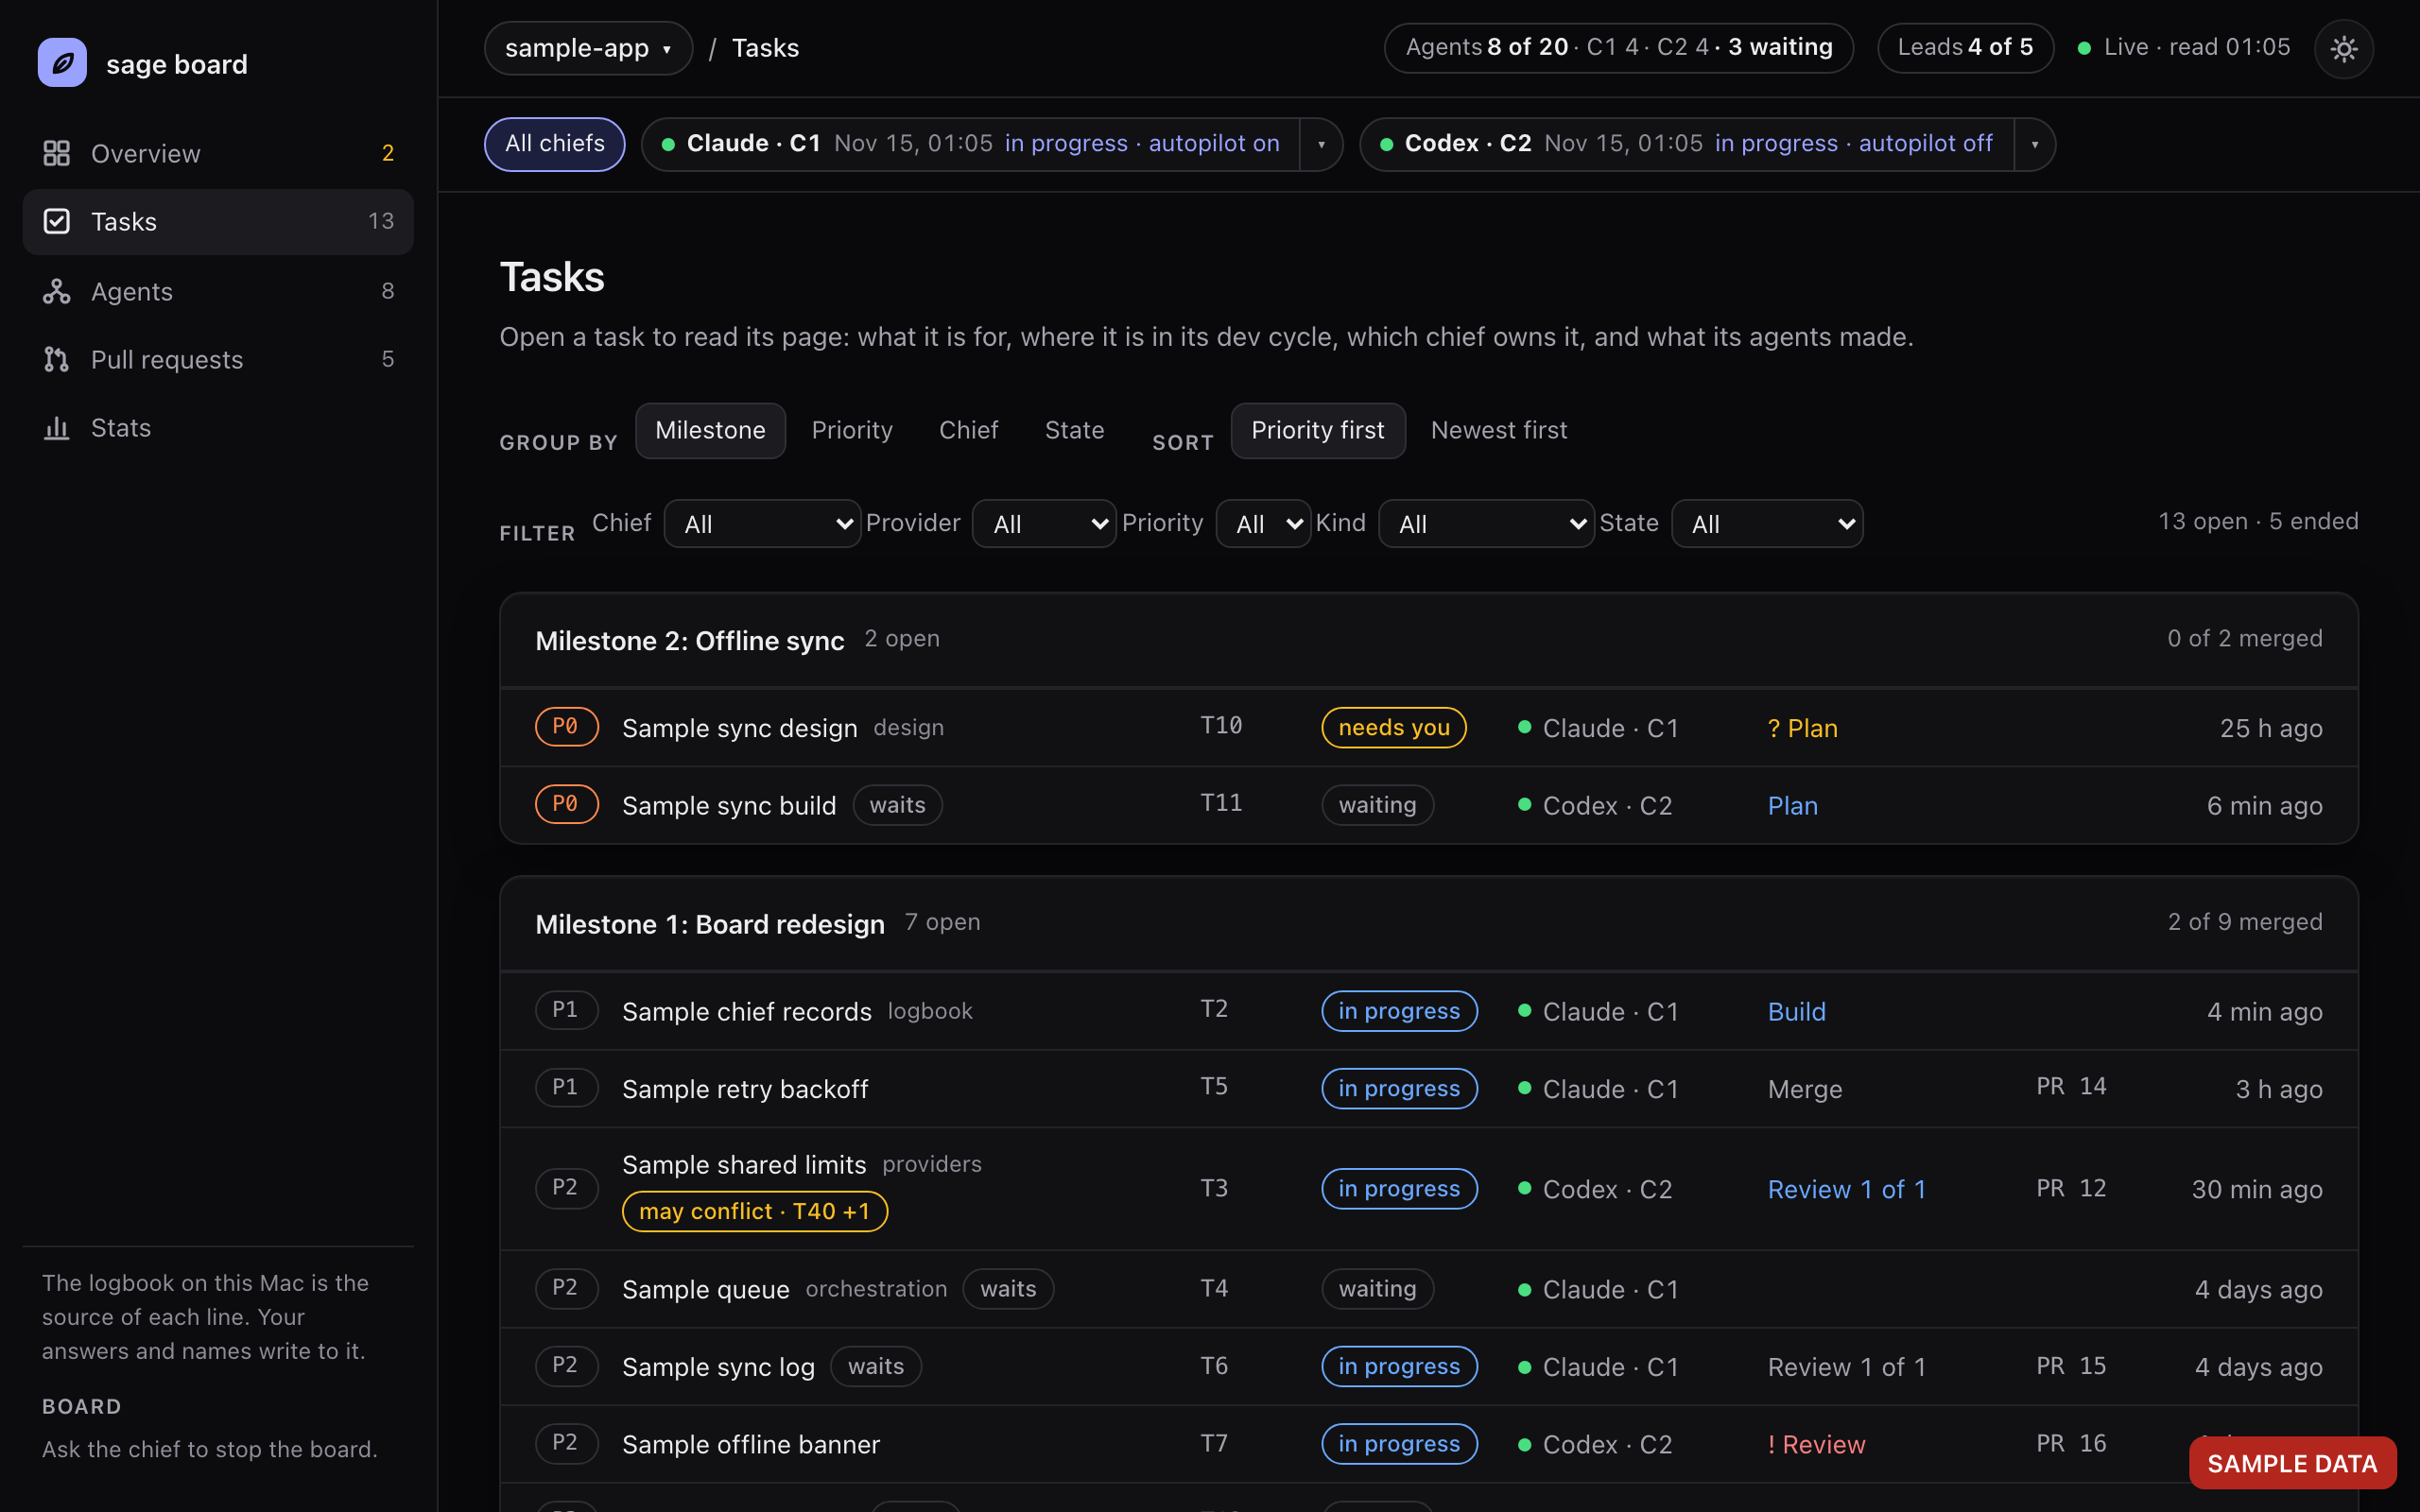 sage board
Overview 2
Tasks 13
Agents 8
Pull requests 5
Stats
The logbook on this Mac is the
source of each line. Your
answers and names write to it.
BOARD
Ask the chief to stop the board.
sample-app ▾ / Tasks
Agents 8 of 20 · C1 4 · C2 4 · 3 waiting
Leads 4 of 5
Live · read 01:05
All chiefs
Claude · C1 Nov 15, 01:05 in progress · autopilot on ▾
Codex · C2 Nov 15, 01:05 in progress · autopilot off ▾
Tasks
Open a task to read its page: what it is for, where it is in its dev cycle, which chief owns it, and what its agents made.
GROUP BY Milestone Priority Chief State SORT Priority first Newest first
FILTER Chief All Provider All Priority All Kind All State All 13 open · 5 ended
Milestone 2: Offline sync 2 open 0 of 2 merged
P0 Sample sync design design T10 needs you Claude · C1 ? Plan 25 h ago
P0 Sample sync build waits T11 waiting Codex · C2 Plan 6 min ago
Milestone 1: Board redesign 7 open 2 of 9 merged
P1 Sample chief records logbook T2 in progress Claude · C1 Build 4 min ago
P1 Sample retry backoff T5 in progress Claude · C1 Merge PR 14 3 h ago
P2 Sample shared limits providers T3 in progress Codex · C2 Review 1 of 1 PR 12 30 min ago
may conflict · T40 +1
P2 Sample queue orchestration waits T4 waiting Claude · C1 4 days ago
P2 Sample sync log waits T6 in progress Claude · C1 Review 1 of 1 PR 15 4 days ago
P2 Sample offline banner T7 in progress Codex · C2 ! Review PR 16
SAMPLE DATA